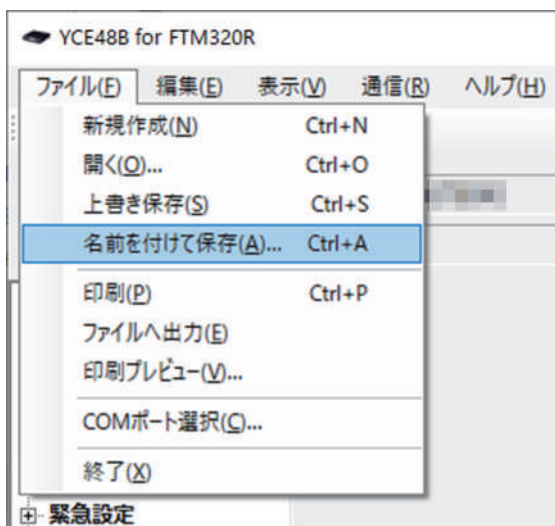 YCE48B for FTM320R
ファイル(F) 編集(E) 表示(V) 通信(R) ヘルプ(H)
新規作成(N) Ctrl+N
開く(O)... Ctrl+O
上書き保存(S) Ctrl+S
名前を付けて保存(A)... Ctrl+A
印刷(P) Ctrl+P
ファイルへ出力(E)
印刷プレビュー(V)...
COMポート選択(C)...
終了(X)
緊急設定